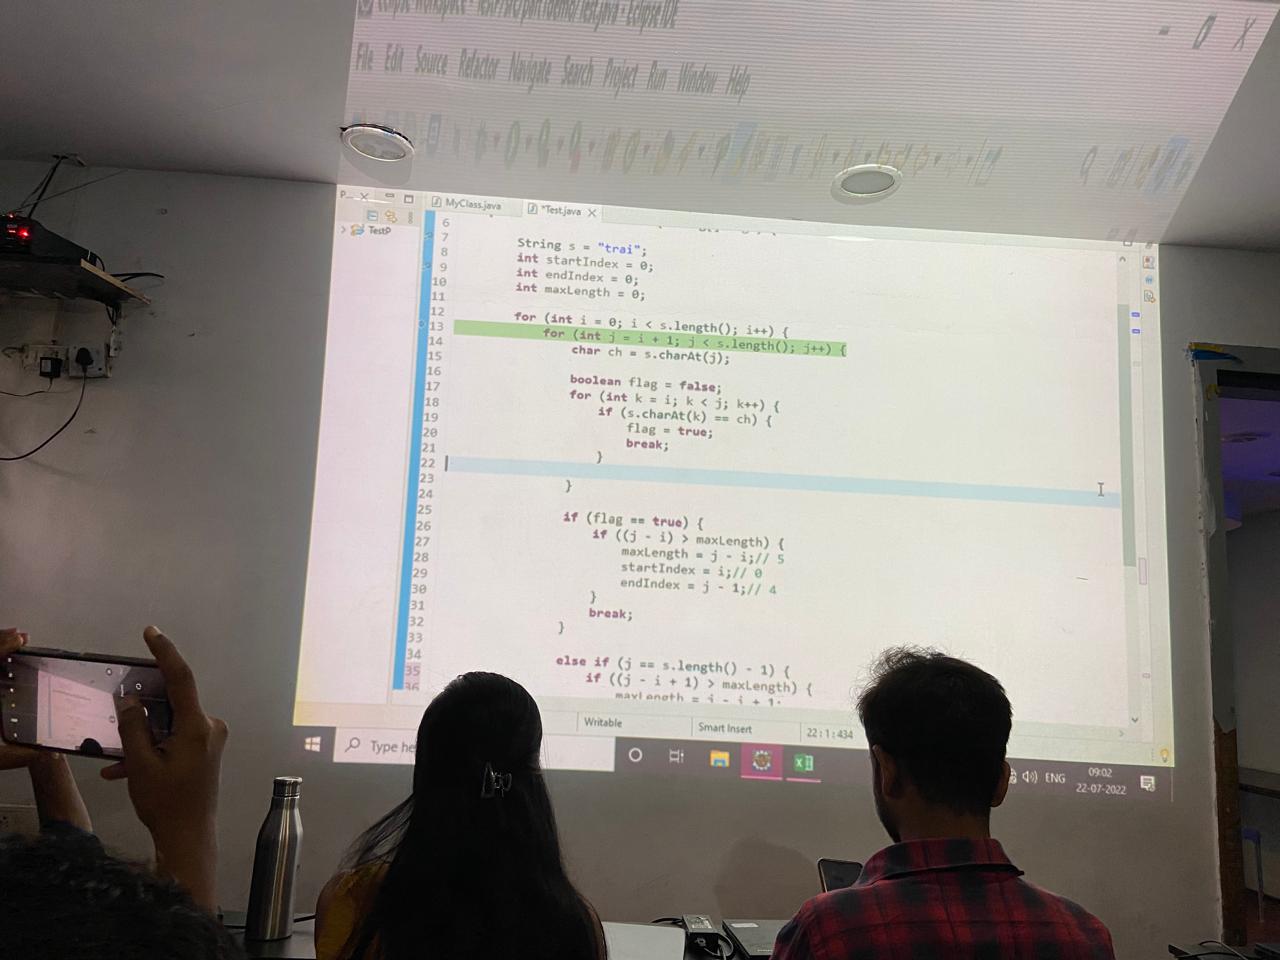 File Edit Source Refactor Navigate Search Project Run Window Help
P...
MyClass.java
*Test.java
TestP
6
7
8 String s = "trai";
9 int startIndex = 0;
10 int endIndex = 0;
11 int maxLength = 0;
12
13 for (int i = 0; i < s.length(); i++) {
14 for (int j = i + 1; j < s.length(); j++) {
15 char ch = s.charAt(j);
16
17 boolean flag = false;
18 for (int k = i; k < j; k++) {
19 if (s.charAt(k) == ch) {
20 flag = true;
21 break;
22 }
23
24 }
25
26 if (flag == true) {
27 if ((j - i) > maxLength) {
28 maxLength = j - i;// 5
29 startIndex = i;// 0
30 endIndex = j - 1;// 4
31 }
32 break;
33 }
34
35 else if (j == s.length() - 1) {
36 if ((j - i + 1) > maxLength) {
maxLength = j - i + 1;
Writable
Smart Insert
22:1:434
Type he
ENG
09:02
22-07-2022